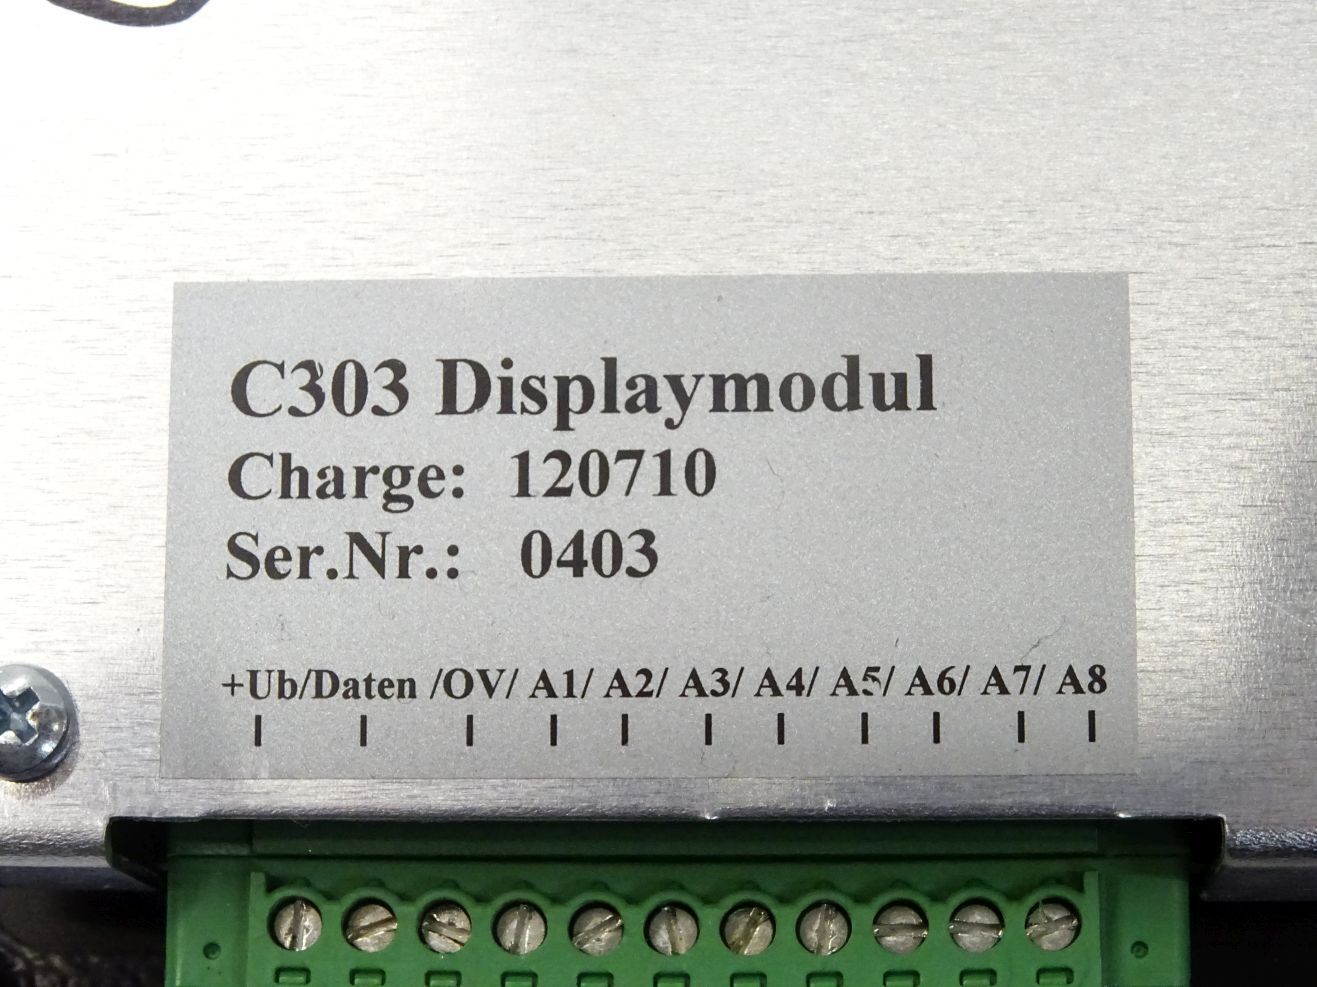 C303 Displaymodul
Charge: 120710
Ser.Nr.: 0403
+Ub/Daten /OV/ A1/ A2/ A3/ A4/ A5/ A6/ A7/ A8